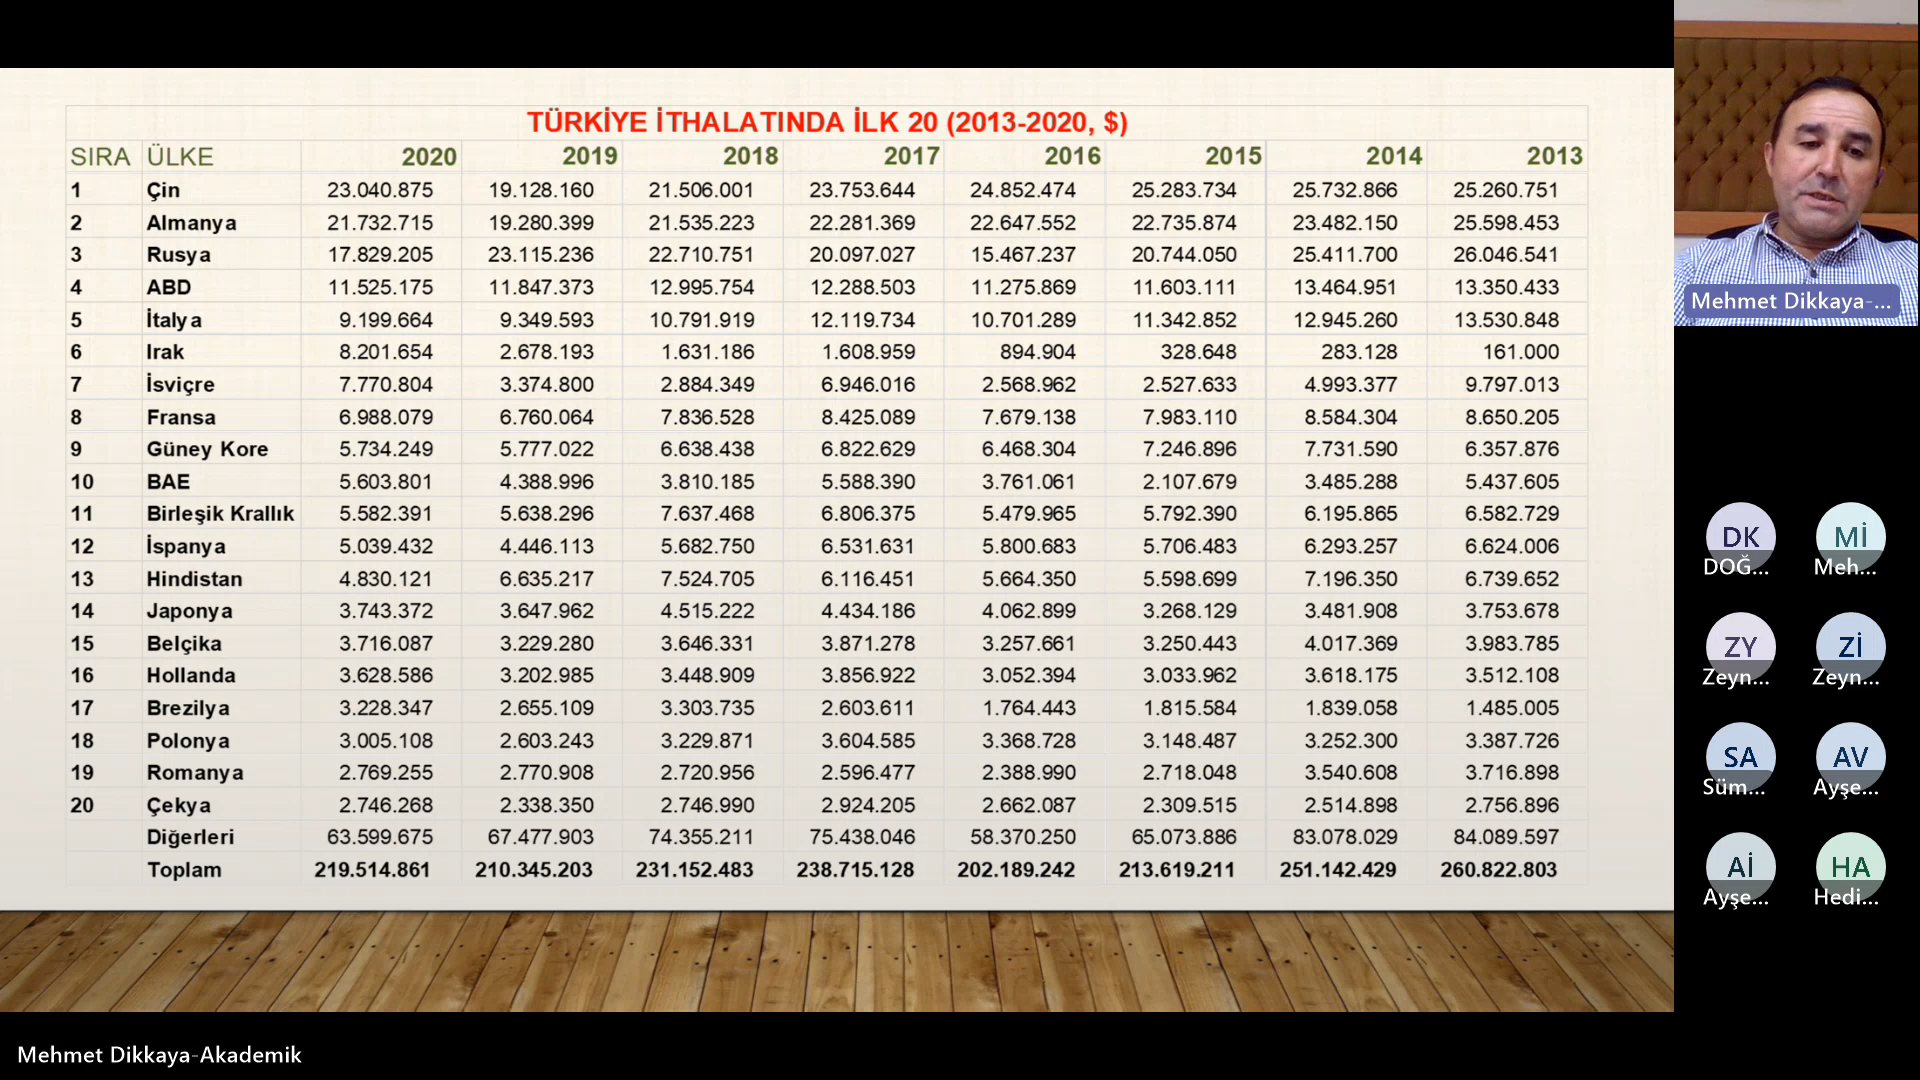 TÜRKİYE İTHALATINDA İLK 20 (2013-2020, $)
SIRA ÜLKE 2020 2019 2018 2017 2016 2015 2014 2013
1 Çin 23.040.875 19.128.160 21.506.001 23.753.644 24.852.474 25.283.734 25.732.866 25.260.751
2 Almanya 21.732.715 19.280.399 21.535.223 22.281.369 22.647.552 22.735.874 23.482.150 25.598.453
3 Rusya 17.829.205 23.115.236 22.710.751 20.097.027 15.467.237 20.744.050 25.411.700 26.046.541
4 ABD 11.525.175 11.847.373 12.995.754 12.288.503 11.275.869 11.603.111 13.464.951 13.350.433
5 İtalya 9.199.664 9.349.593 10.791.919 12.119.734 10.701.289 11.342.852 12.945.260 13.530.848
6 Irak 8.201.654 2.678.193 1.631.186 1.608.959 894.904 328.648 283.128 161.000
7 İsviçre 7.770.804 3.374.800 2.884.349 6.946.016 2.568.962 2.527.633 4.993.377 9.797.013
8 Fransa 6.988.079 6.760.064 7.836.528 8.425.089 7.679.138 7.983.110 8.584.304 8.650.205
9 Güney Kore 5.734.249 5.777.022 6.638.438 6.822.629 6.468.304 7.246.896 7.731.590 6.357.876
10 BAE 5.603.801 4.388.996 3.810.185 5.588.390 3.761.061 2.107.679 3.485.288 5.437.605
11 Birleşik Krallık 5.582.391 5.638.296 7.637.468 6.806.375 5.479.965 5.792.390 6.195.865 6.582.729
12 İspanya 5.039.432 4.446.113 5.682.750 6.531.631 5.800.683 5.706.483 6.293.257 6.624.006
13 Hindistan 4.830.121 6.635.217 7.524.705 6.116.451 5.664.350 5.598.699 7.196.350 6.739.652
14 Japonya 3.743.372 3.647.962 4.515.222 4.434.186 4.062.899 3.268.129 3.481.908 3.753.678
15 Belçika 3.716.087 3.229.280 3.646.331 3.871.278 3.257.661 3.250.443 4.017.369 3.983.785
16 Hollanda 3.628.586 3.202.985 3.448.909 3.856.922 3.052.394 3.033.962 3.618.175 3.512.108
17 Brezilya 3.228.347 2.655.109 3.303.735 2.603.611 1.764.443 1.815.584 1.839.058 1.485.005
18 Polonya 3.005.108 2.603.243 3.229.871 3.604.585 3.368.728 3.148.487 3.252.300 3.387.726
19 Romanya 2.769.255 2.770.908 2.720.956 2.596.477 2.388.990 2.718.048 3.540.608 3.716.898
20 Çekya 2.746.268 2.338.350 2.746.990 2.924.205 2.662.087 2.309.515 2.514.898 2.756.896
Diğerleri 63.599.675 67.477.903 74.355.211 75.438.046 58.370.250 65.073.886 83.078.029 84.089.597
Toplam 219.514.861 210.345.203 231.152.483 238.715.128 202.189.242 213.619.211 251.142.429 260.822.803
Mehmet Dikkaya-...
DK Mİ
DOĞ... Meh...
ZY Zİ
Zeyn... Zeyn...
SA AV
Süm... Ayşe...
Aİ HA
Ayşe... Hedi...
Mehmet Dikkaya-Akademik